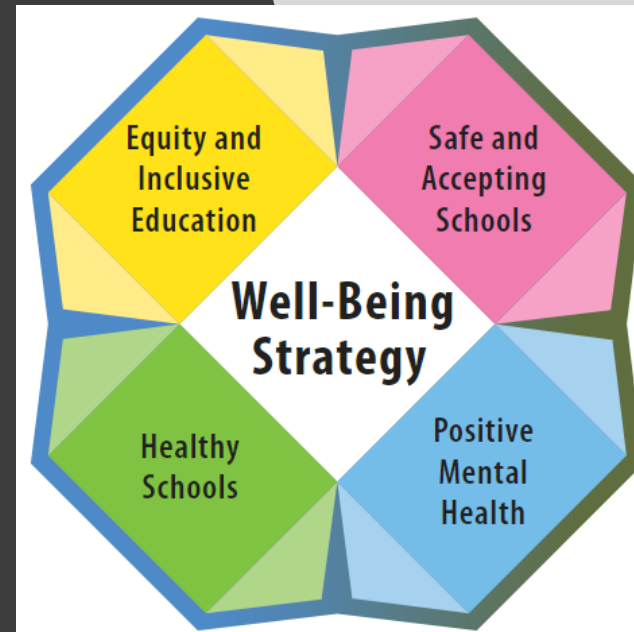 Equity and
Inclusive
Education
Safe and
Accepting
Schools
Well-Being
Strategy
Healthy
Schools
Positive
Mental
Health